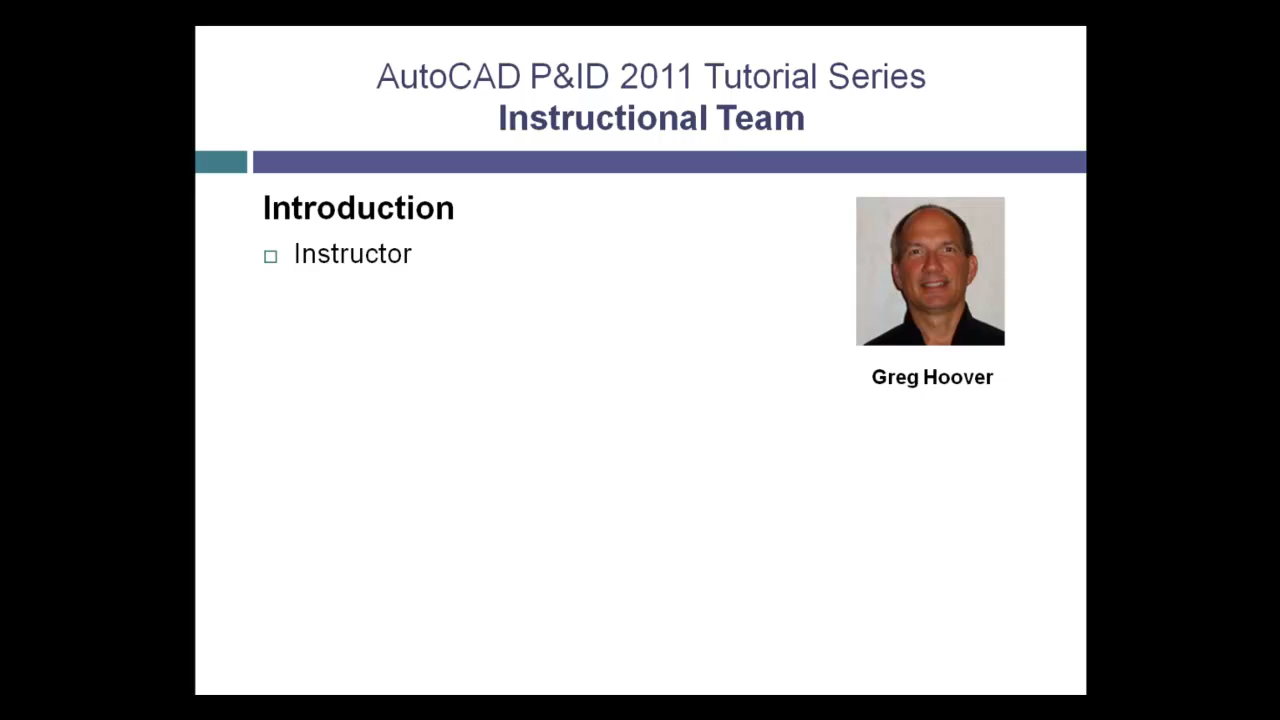 AutoCAD P&ID 2011 Tutorial Series
Instructional Team
Introduction
Instructor
Greg Hoover